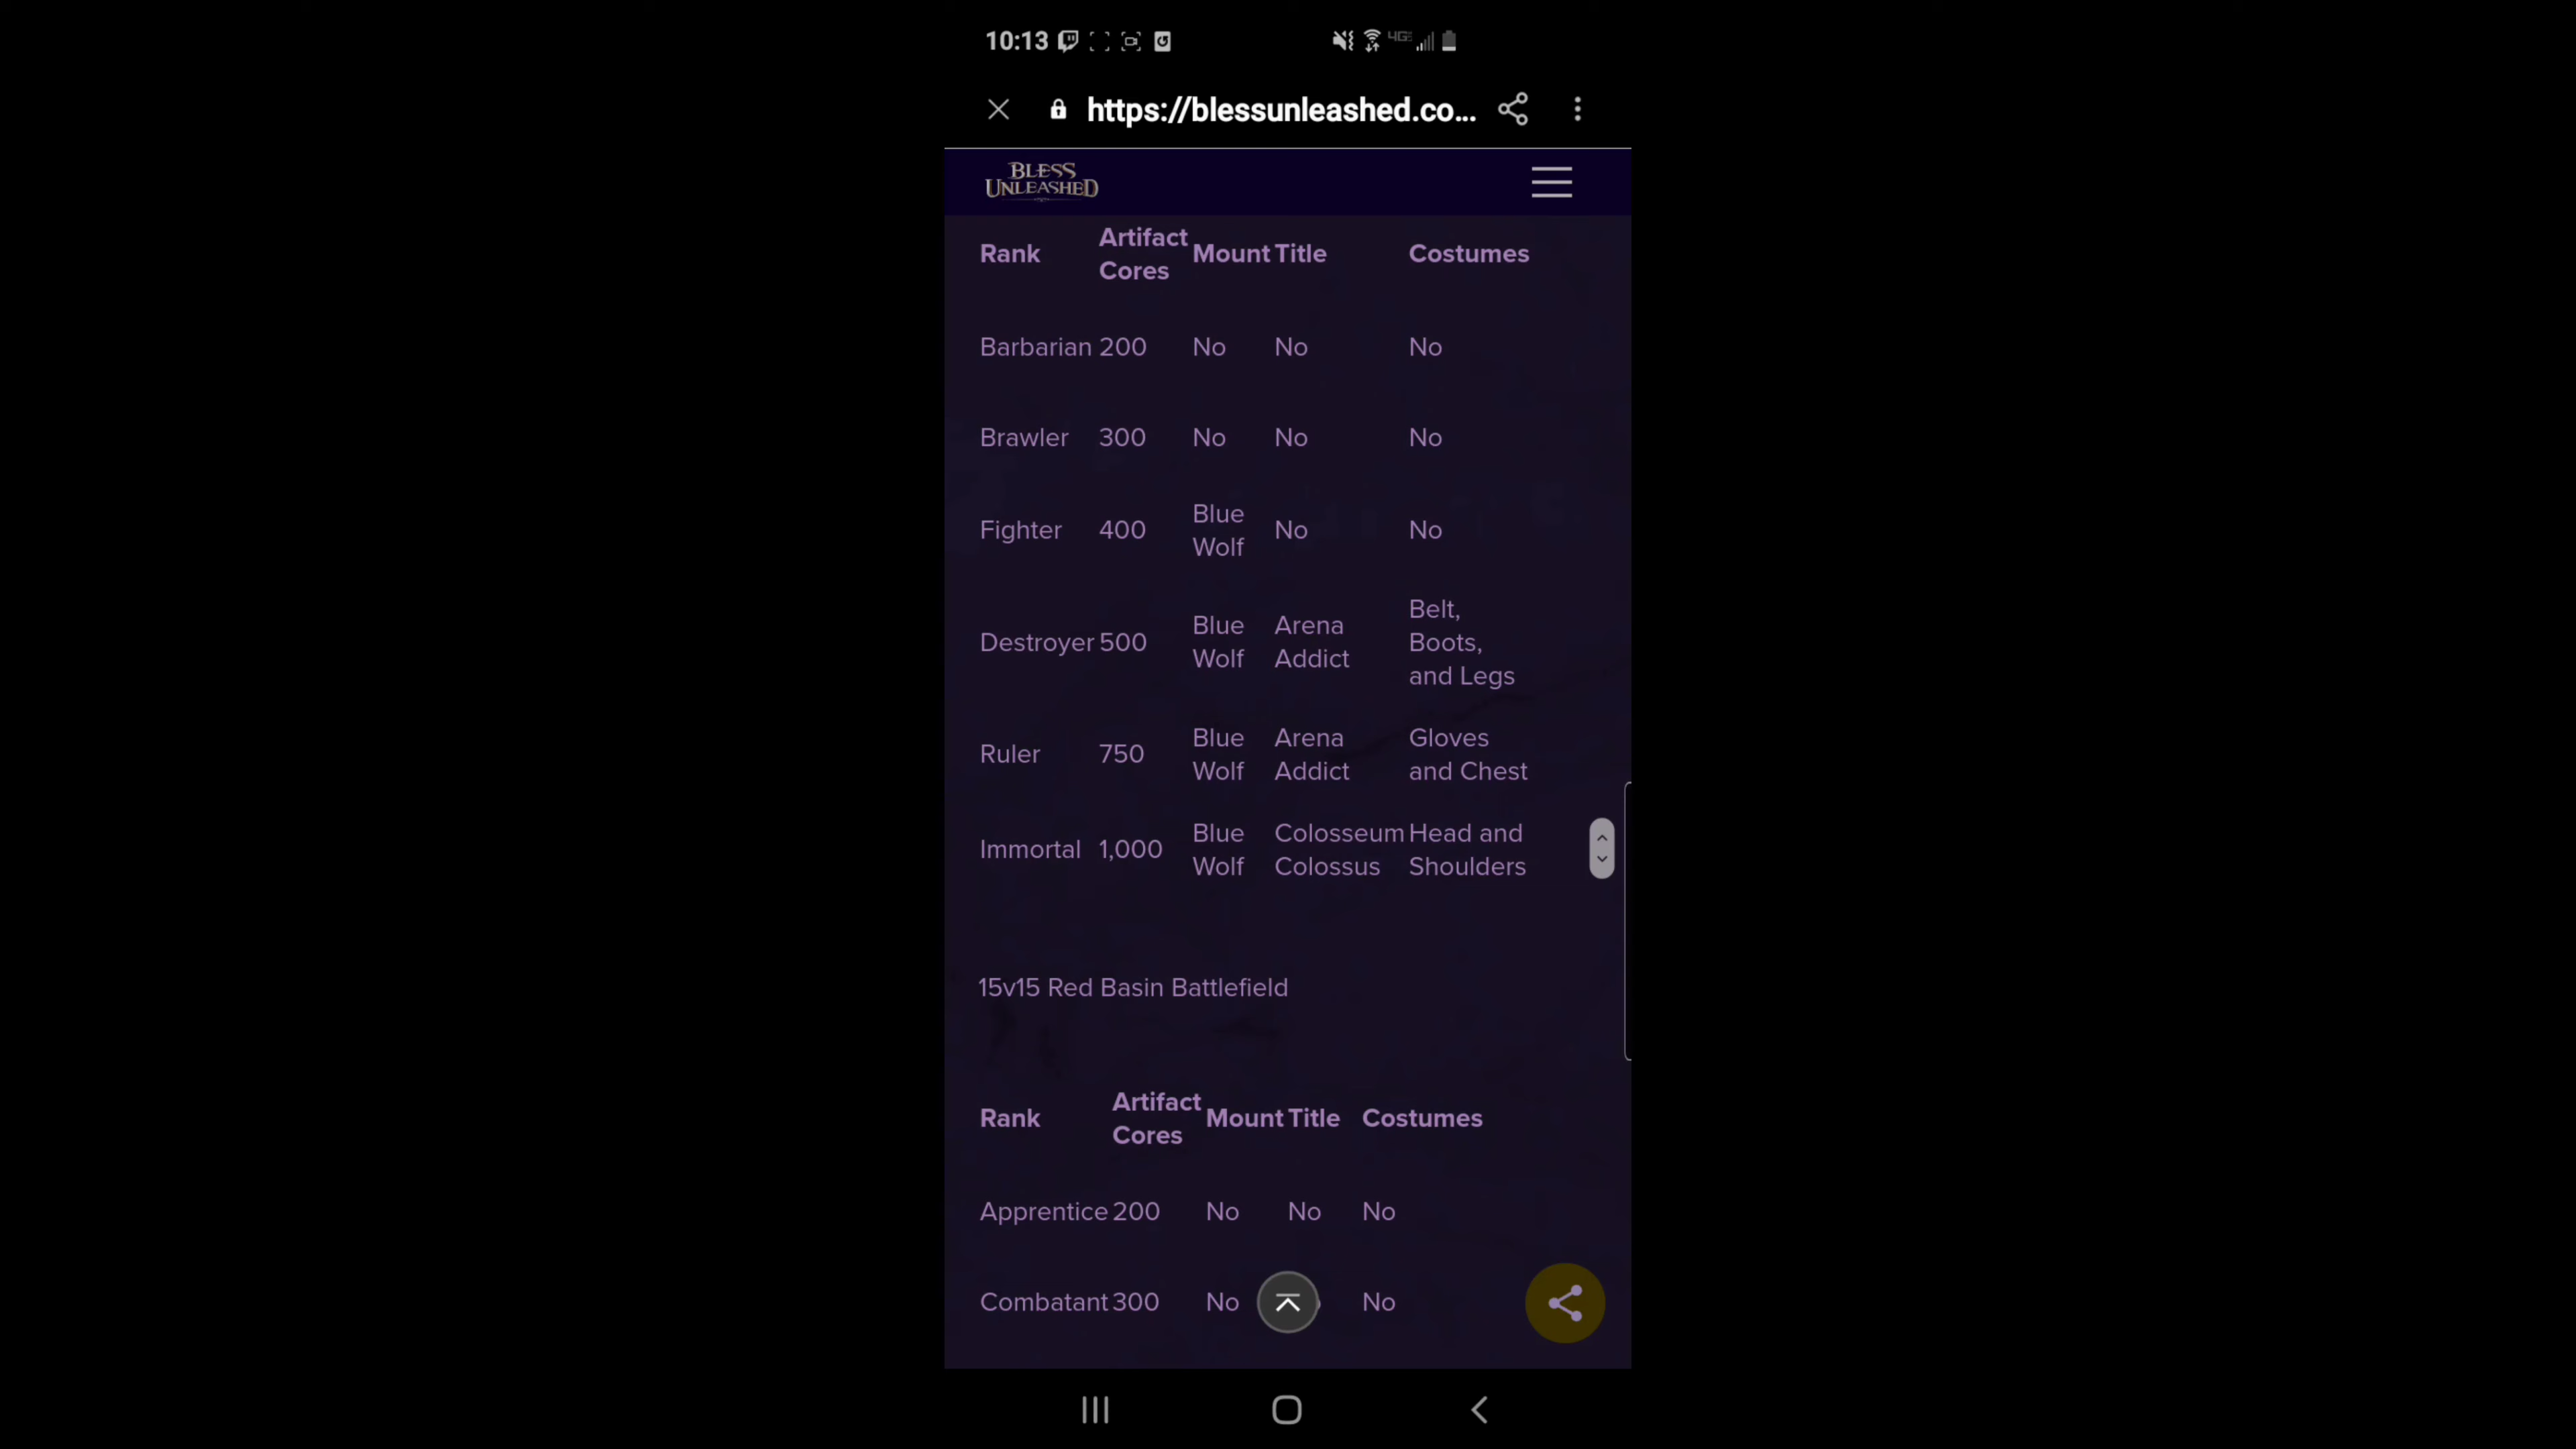 10:13
4GE
https://blessunleashed.co...
BLESS
UNLEASHED
Rank Artifact Cores Mount Title Costumes
Barbarian 200 No No No
Brawler 300 No No No
Fighter 400 Blue Wolf No No
Destroyer 500 Blue Wolf Arena Addict Belt, Boots, and Legs
Ruler 750 Blue Wolf Arena Addict Gloves and Chest
Immortal 1,000 Blue Wolf Colosseum Colossus Head and Shoulders
15v15 Red Basin Battlefield
Rank Artifact Cores Mount Title Costumes
Apprentice 200 No No No
Combatant 300 No No